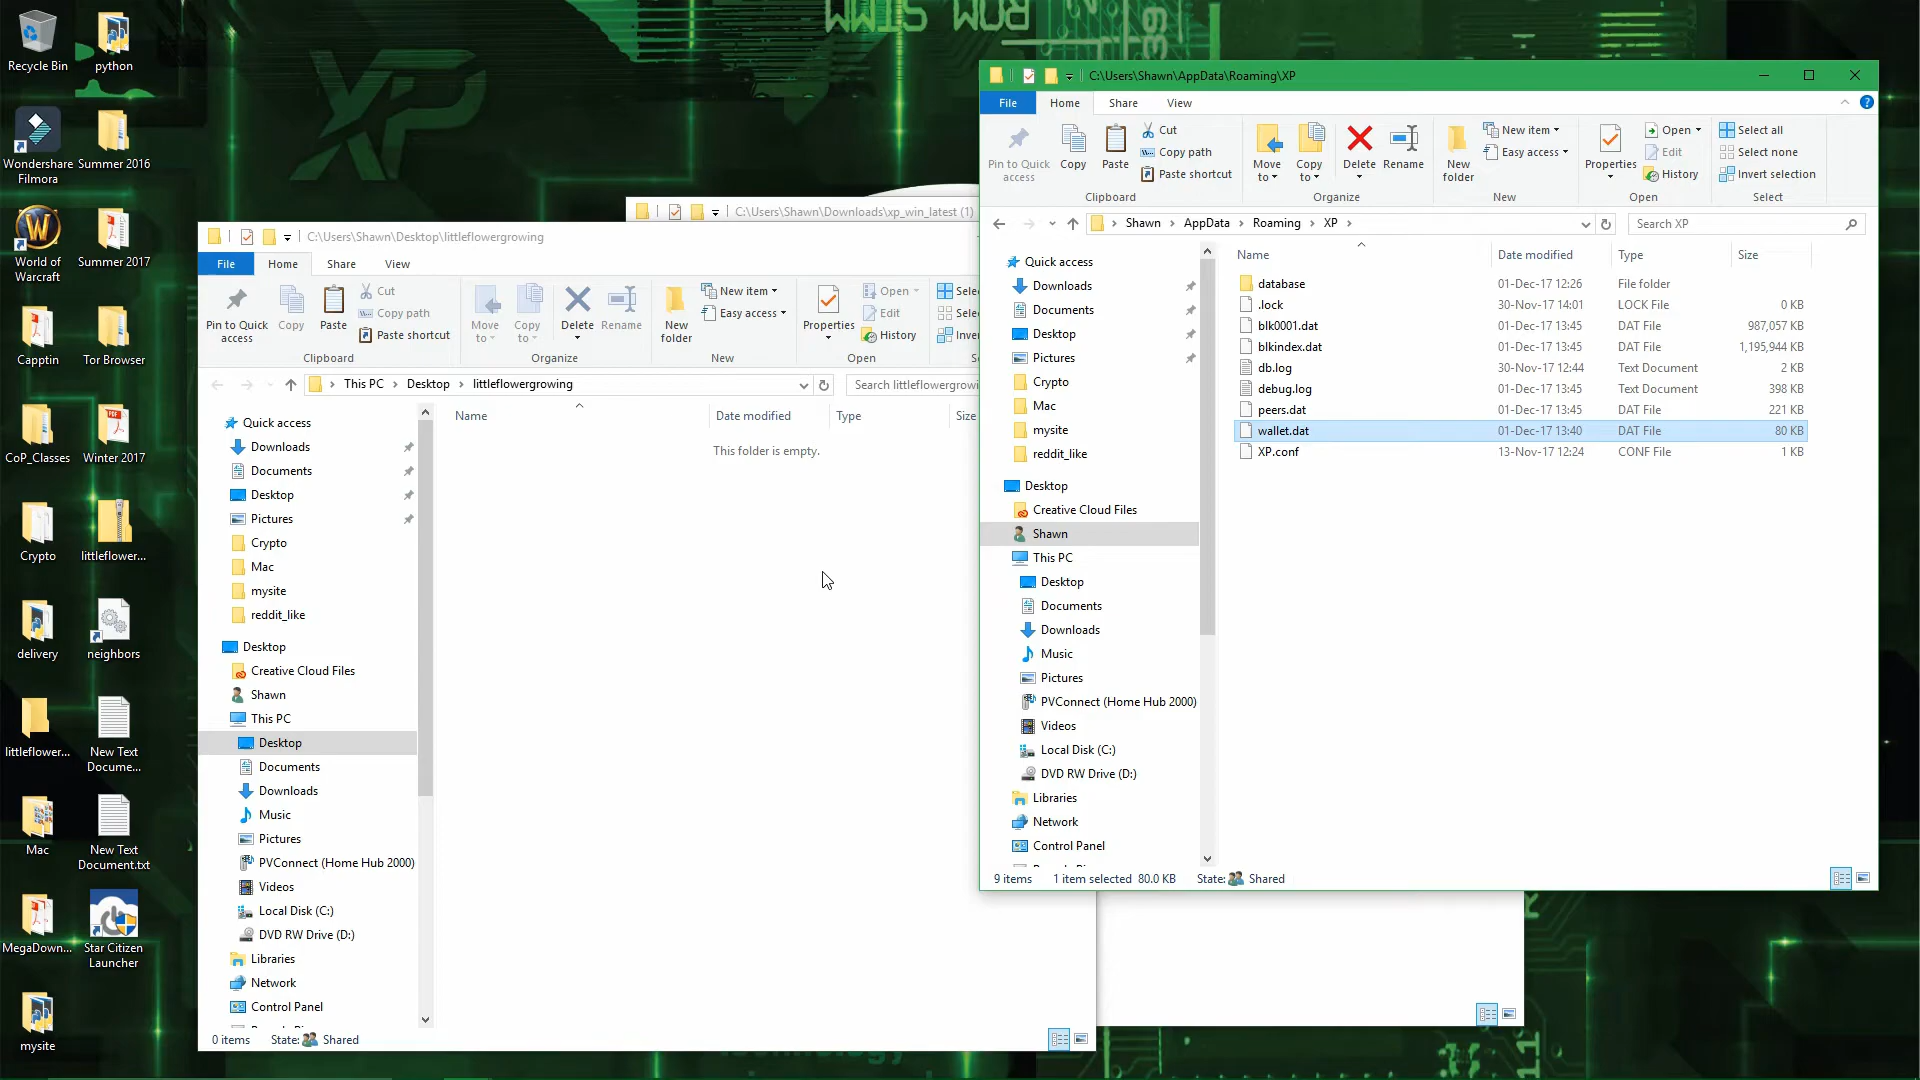 Recycle Bin
python
Wondershare
Filmora
Summer 2016
World of
Warcraft
Summer 2017
Capptin
Tor Browser
CoP_Classes
Winter 2017
Crypto
littleflower...
delivery
neighbors
littleflower...
New Text
Docume...
Mac
New Text
Document.txt
MegaDown...
Star Citizen
Launcher
mysite
XP
ROM STMM
C:\Users\Shawn\Downloads\xp_win_latest (1)
C:\Users\Shawn\Desktop\littleflowergrowing
File Home Share View
Pin to Quick
access
Copy
Paste
Cut
Copy path
Paste shortcut
Clipboard
Move
to
Copy
to
Delete
Rename
Organize
New
folder
New item
Easy access
New
Properties
Open
Edit
History
Open
Sele
Sele
Inver
This PC Desktop littleflowergrowing
Search littleflowergrowi
Name Date modified Type Size
This folder is empty.
Quick access
Downloads
Documents
Desktop
Pictures
Crypto
Mac
mysite
reddit_like
Desktop
Creative Cloud Files
Shawn
This PC
Desktop
Documents
Downloads
Music
Pictures
PVConnect (Home Hub 2000)
Videos
Local Disk (C:)
DVD RW Drive (D:)
Libraries
Network
Control Panel
0 items State: Shared
C:\Users\Shawn\AppData\Roaming\XP
File Home Share View
Pin to Quick
access
Copy
Paste
Cut
Copy path
Paste shortcut
Clipboard
Move
to
Copy
to
Delete
Rename
Organize
New
folder
New item
Easy access
New
Properties
Open
Edit
History
Open
Select all
Select none
Invert selection
Select
Shawn AppData Roaming XP
Search XP
Name Date modified Type Size
database 01-Dec-17 12:26 File folder
.lock 30-Nov-17 14:01 LOCK File 0 KB
blk0001.dat 01-Dec-17 13:45 DAT File 987,057 KB
blkindex.dat 01-Dec-17 13:45 DAT File 1,195,944 KB
db.log 30-Nov-17 12:44 Text Document 2 KB
debug.log 01-Dec-17 13:45 Text Document 398 KB
peers.dat 01-Dec-17 13:45 DAT File 221 KB
wallet.dat 01-Dec-17 13:40 DAT File 80 KB
XP.conf 13-Nov-17 12:24 CONF File 1 KB
Quick access
Downloads
Documents
Desktop
Pictures
Crypto
Mac
mysite
reddit_like
Desktop
Creative Cloud Files
Shawn
This PC
Desktop
Documents
Downloads
Music
Pictures
PVConnect (Home Hub 2000)
Videos
Local Disk (C:)
DVD RW Drive (D:)
Libraries
Network
Control Panel
9 items 1 item selected 80.0 KB State: Shared